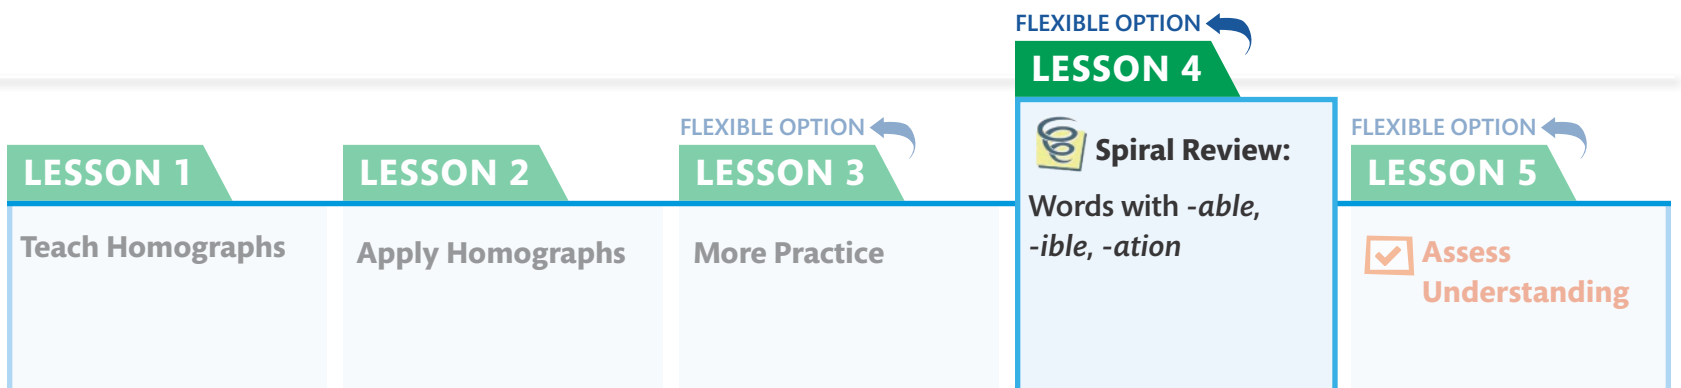 FLEXIBLE OPTION
LESSON 4
Spiral Review:
Words with -able,
-ible, -ation
LESSON 1
Teach Homographs
LESSON 2
Apply Homographs
FLEXIBLE OPTION
LESSON 3
More Practice
FLEXIBLE OPTION
LESSON 5
Assess
Understanding